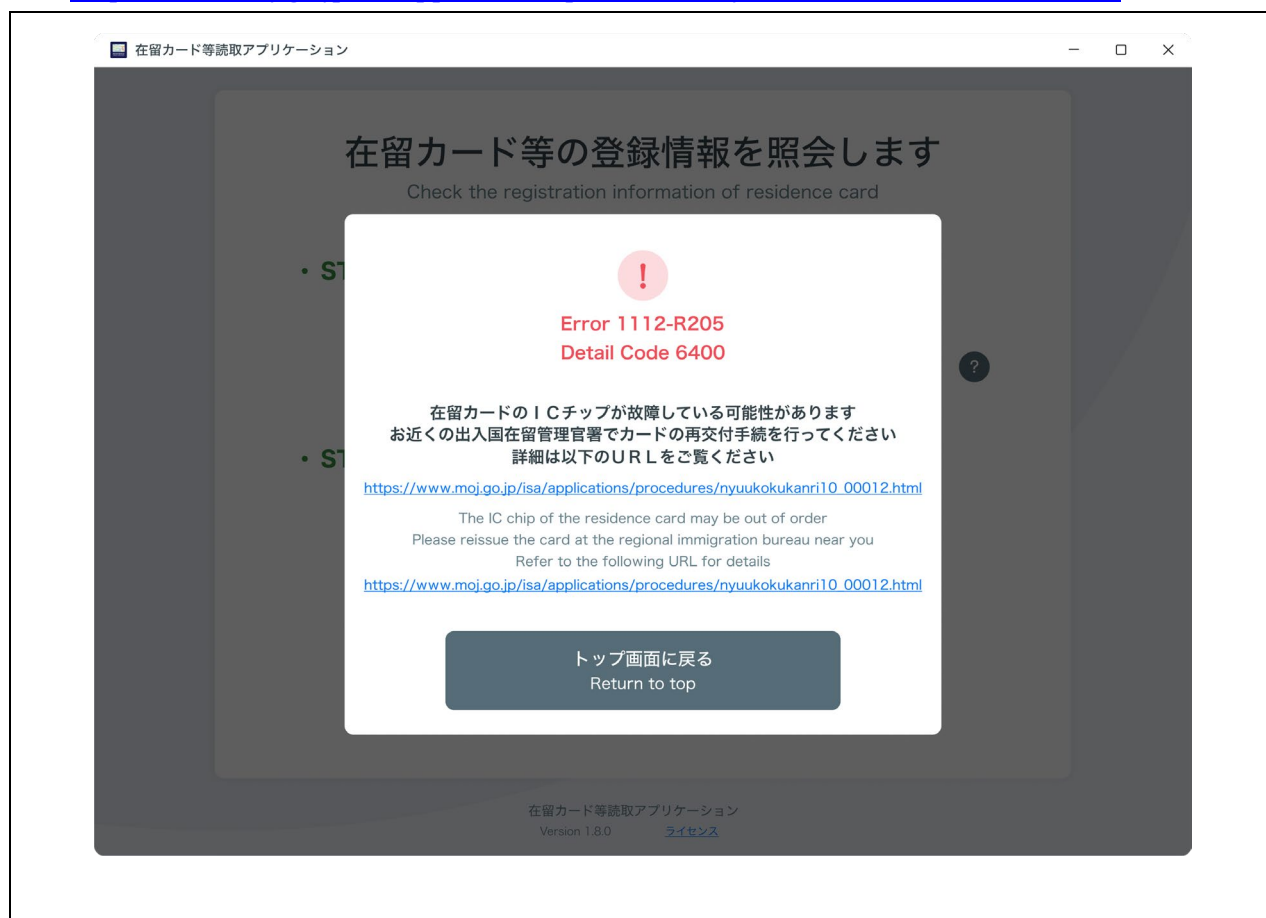 在留カード等読取アプリケーション
在留カード等の登録情報を照会します
Check the registration information of residence card
・ST
!
Error 1112-R205
Detail Code 6400
?
在留カードのＩＣチップが故障している可能性があります
お近くの出入国在留管理官署でカードの再交付手続を行ってください
・ST
詳細は以下のＵＲＬをご覧ください
https://www.moj.go.jp/isa/applications/procedures/nyuukokukanri10_00012.html
The IC chip of the residence card may be out of order
Please reissue the card at the regional immigration bureau near you
Refer to the following URL for details
https://www.moj.go.jp/isa/applications/procedures/nyuukokukanri10_00012.html
トップ画面に戻る
Return to top
在留カード等読取アプリケーション
Version 1.8.0 ライセンス